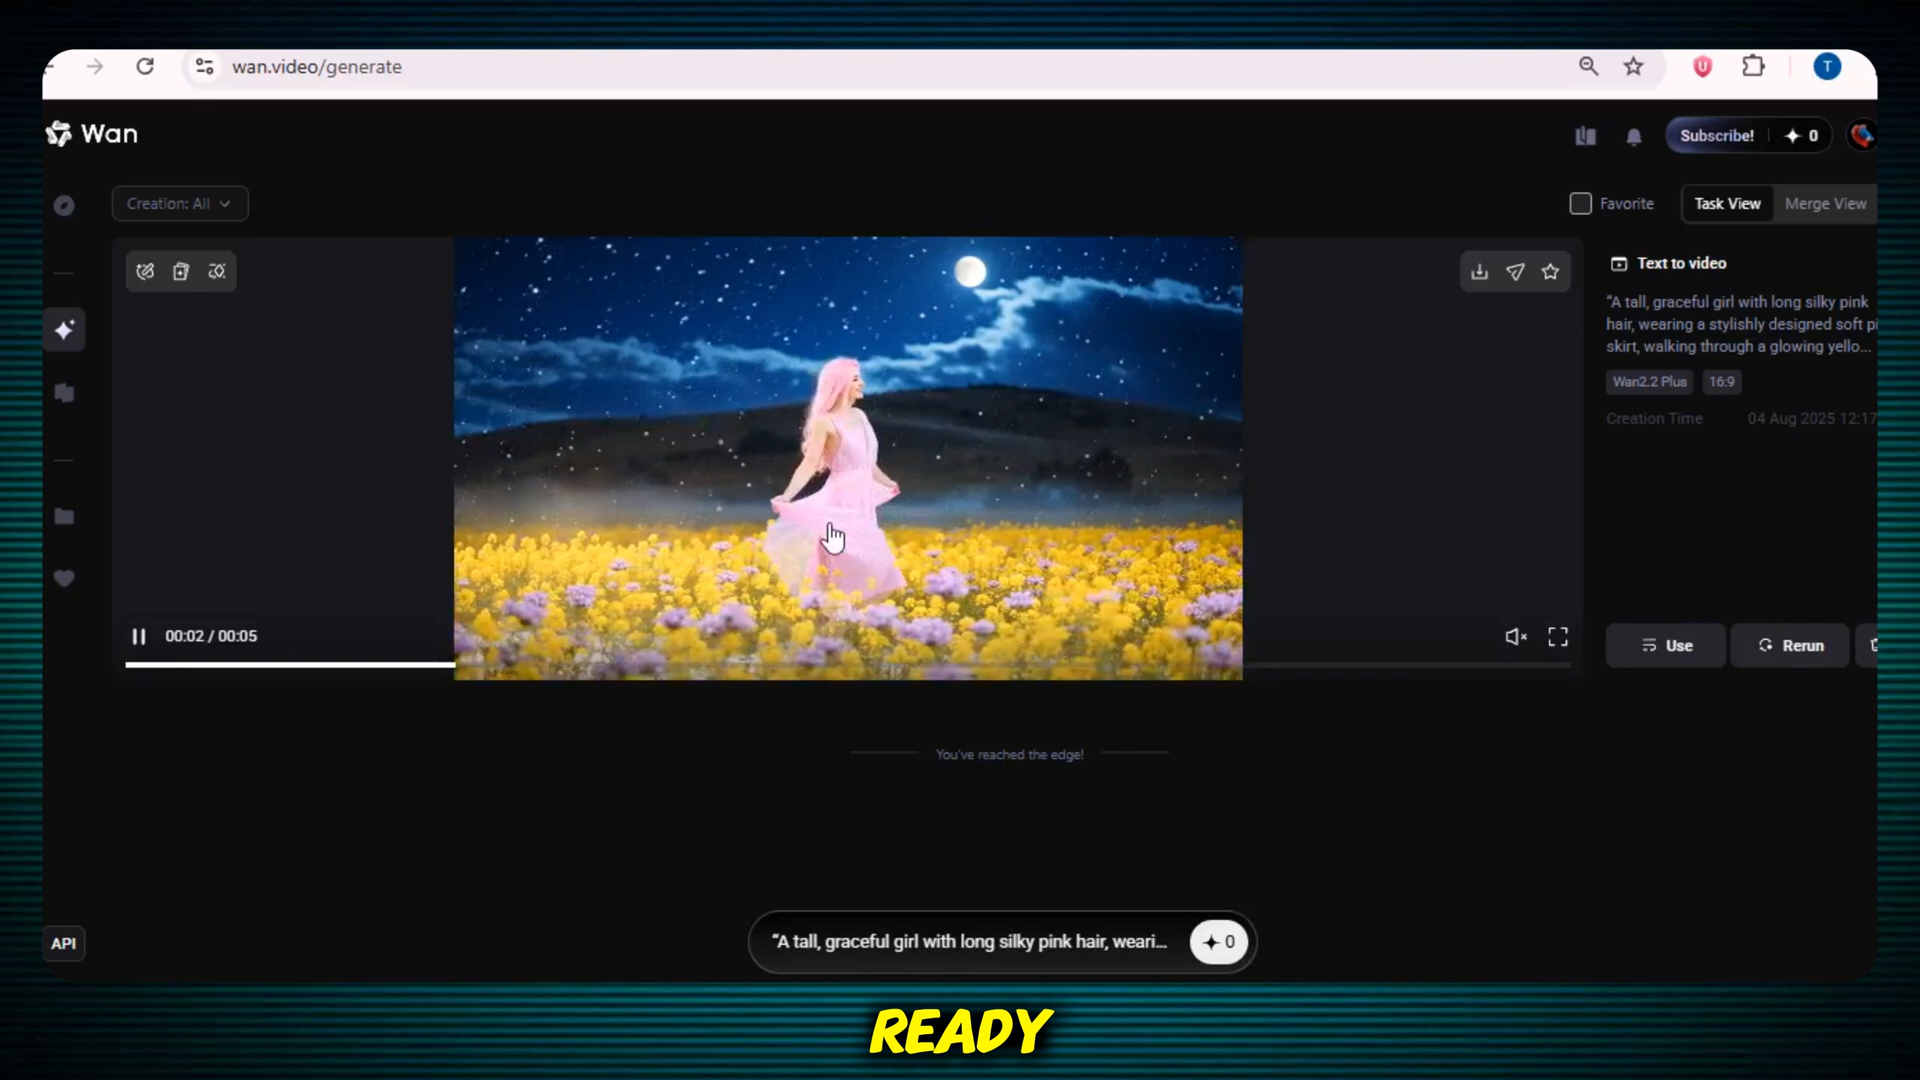 wan.video/generate
T
Wan
Subscribe! 0
Creation: All
Favorite
Task View
Merge View
Text to video
“A tall, graceful girl with long silky pink
hair, wearing a stylishly designed soft pi
skirt, walking through a glowing yello...
Wan2.2 Plus
16:9
Creation Time
04 Aug 2025 12:17
00:02 / 00:05
Use
Rerun
You've reached the edge!
API
“A tall, graceful girl with long silky pink hair, weari...
0
READY